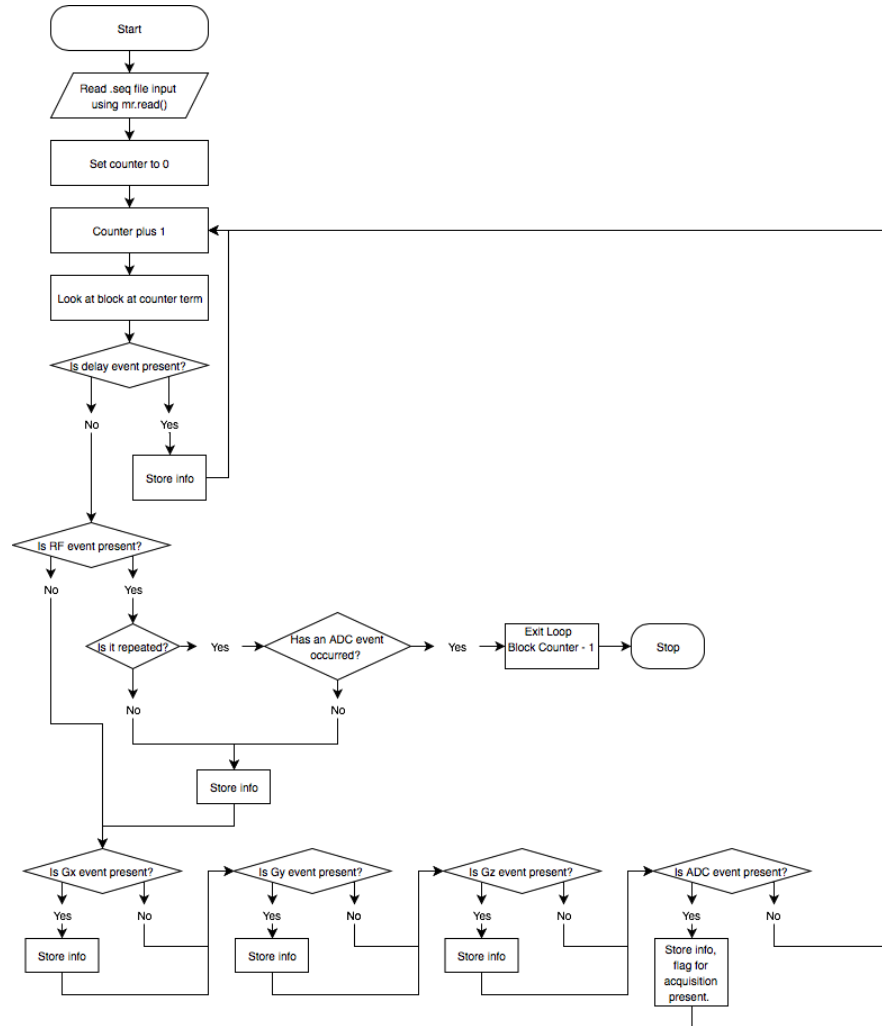 Start
Read .seq file input
using mr.read()
Set counter to 0
Counter plus 1
Look at block at counter term
Is delay event present?
No
Yes
Store info
Is RF event present?
No
Yes
Is it repeated?
Yes
Has an ADC event
occurred?
Yes
Exit Loop
Block Counter - 1
Stop
No
No
Store info
Is Gx event present?
Is Gy event present?
Is Gz event present?
Is ADC event present?
Yes
No
Yes
No
Yes
No
Yes
No
Store info
Store info
Store info
Store info,
flag for
acquisition
present.